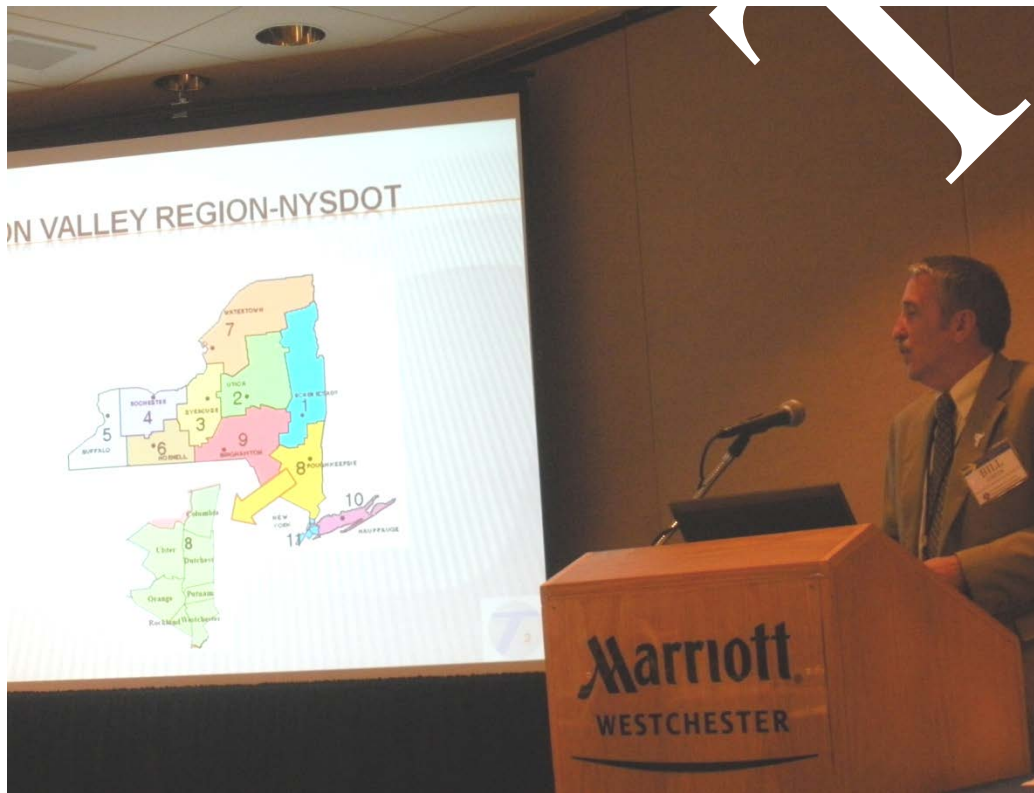 T
ON VALLEY REGION-NYSDOT
WATERTOWN
7
UTICA
2
SCHENECTADY
1
ROCHESTER
4
SYRACUSE
3
5
BUFFALO
6
HORNELL
9
BINGHAMTON
8
POUGHKEEPSIE
10
NEW
YORK
HAUPPAUGE
11
Columbia
Ulster
8
Dutchess
Orange
Putnam
Rockland
Westchester
T
2
BILL
Marriott
WESTCHESTER